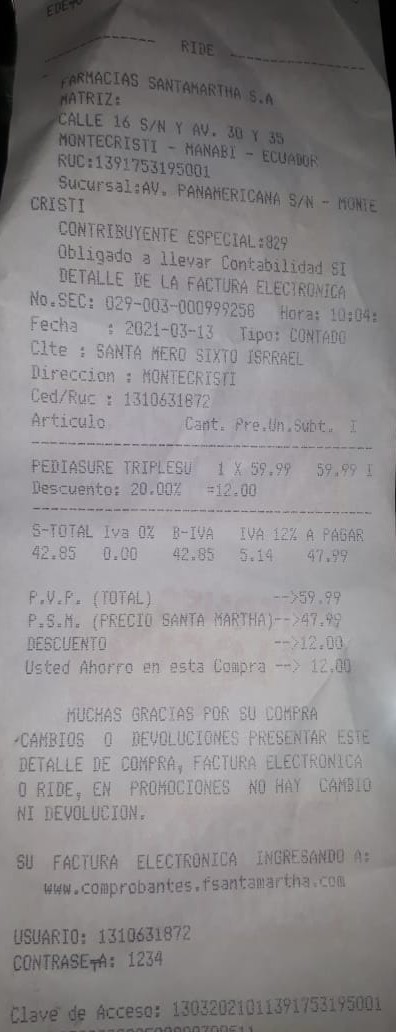 RIDE
FARMACIAS SANTAMARTHA S.A
MATRIZ:
CALLE 16 S/N Y AV. 30 Y 35
MONTECRISTI - MANABI - ECUADOR
RUC:1391753195001
Sucursal:AV. PANAMERICANA S/N - MONTE
CRISTI
CONTRIBUYENTE ESPECIAL:829
Obligado a llevar Contabilidad SI
DETALLE DE LA FACTURA ELECTRONICA
No.SEC: 029-003-000999256 Hora: 10:04:
Fecha : 2021-03-13 Tipo: CONTADO
Clte : SANTA MERO SIXTO ISRRAEL
Direccion : MONTECRISTI
Ced/Ruc : 1310631872
Articulo Cant. Pre.Un.Subt. I
PEDIASURE TRIPLESU 1 X 59.99 59.99 I
Descuento: 20.00% =12.00
S-TOTAL Iva 0% B-IVA IVA 12% A PAGAR
42.85 0.00 42.85 5.14 47.99
P.V.P. (TOTAL) -->59.99
P.S.M. (PRECIO SANTA MARTHA)-->47.99
DESCUENTO -->12.00
Usted Ahorro en esta Compra --> 12.00
MUCHAS GRACIAS POR SU COMPRA
CAMBIOS O DEVOLUCIONES PRESENTAR ESTE
DETALLE DE COMPRA, FACTURA ELECTRONICA
O RIDE, EN PROMOCIONES NO HAY CAMBIO
NI DEVOLUCION.
SU FACTURA ELECTRONICA INGRESANDO A:
www.comprobantes.fsantamartha.com
USUARIO: 1310631872
CONTRASE╤A: 1234
Clave de Acceso: 13032021011391753195001